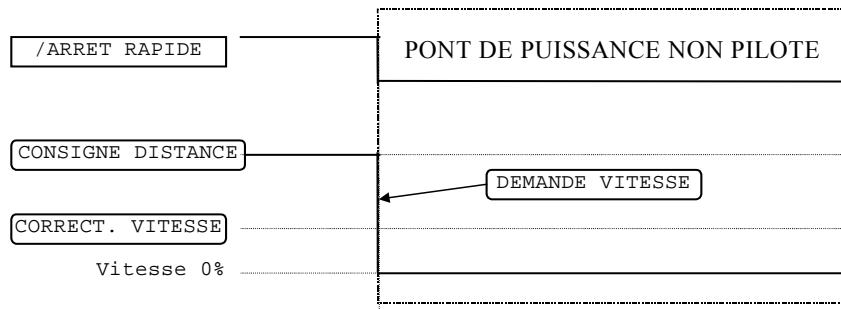 /ARRET RAPIDE
PONT DE PUISSANCE NON PILOTE
CONSIGNE DISTANCE
DEMANDE VITESSE
CORRECT. VITESSE
Vitesse 0%